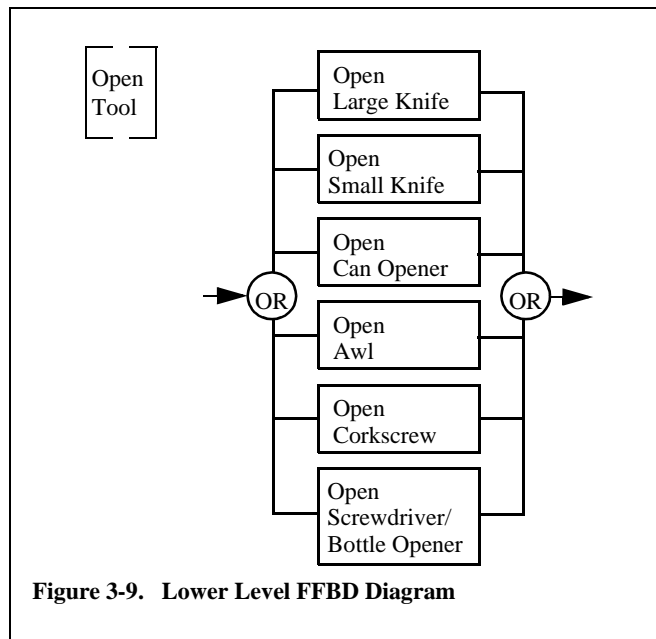 Open
Tool
Open
Large Knife
Open
Small Knife
Open
Can Opener
OR
OR
Open
Awl
Open
Corkscrew
Open
Screwdriver/
Bottle Opener
Figure 3-9. Lower Level FFBD Diagram